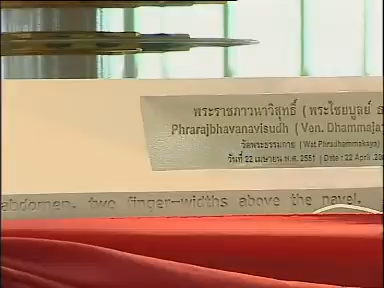 พระราชภาวนาวิสุทธิ์ (พระไชยบูลย์ ธ
Phrarajbhavanavisudh (Ven. Dhammaja
วัดพระธรรมกาย (Wat Phra Dhammakaya)
วันที่ 22 เมษายน พ.ศ. 2551 (Date : 22 April
abdomen, two finger-widths above the navel.